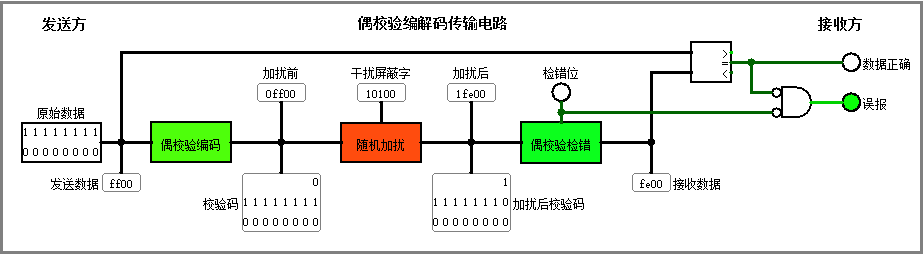 发送方
偶校验编解码传输电路
接收方
加扰前
干扰屏蔽字
加扰后
检错位
>
=
<
数据正确
0ff00
10100
1fe00
误报
原始数据
1 1 1 1 1 1 1 1
0 0 0 0 0 0 0 0
偶校验编码
随机加扰
偶校验检错
发送数据
ff00
校验码
0
1 1 1 1 1 1 1 1
0 0 0 0 0 0 0 0
1
1 1 1 1 1 1 1 0
0 0 0 0 0 0 0 0
加扰后校验码
fe00
接收数据